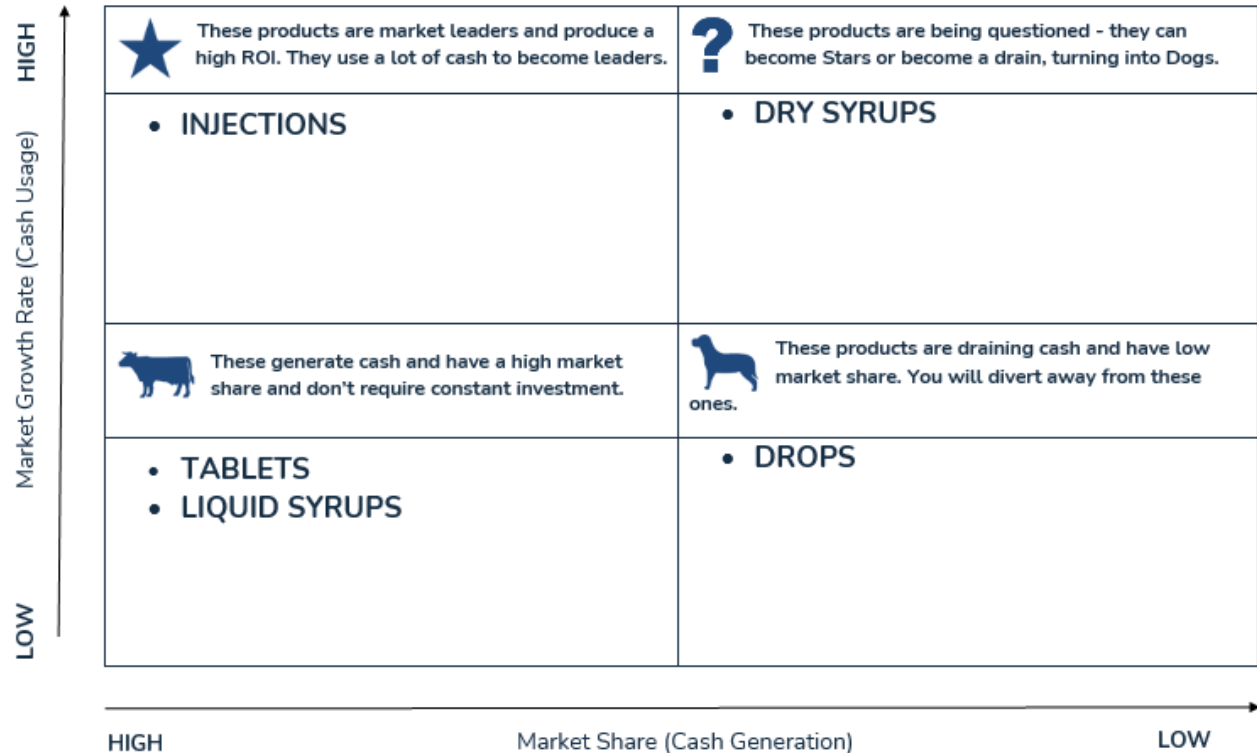 HIGH
Market Growth Rate (Cash Usage)
LOW
These products are market leaders and produce a
high ROI. They use a lot of cash to become leaders.
?
These products are being questioned - they can
become Stars or become a drain, turning into Dogs.
• INJECTIONS
• DRY SYRUPS
These generate cash and have a high market
share and don't require constant investment.
These products are draining cash and have low
market share. You will divert away from these
ones.
• TABLETS
• LIQUID SYRUPS
• DROPS
HIGH
Market Share (Cash Generation)
LOW